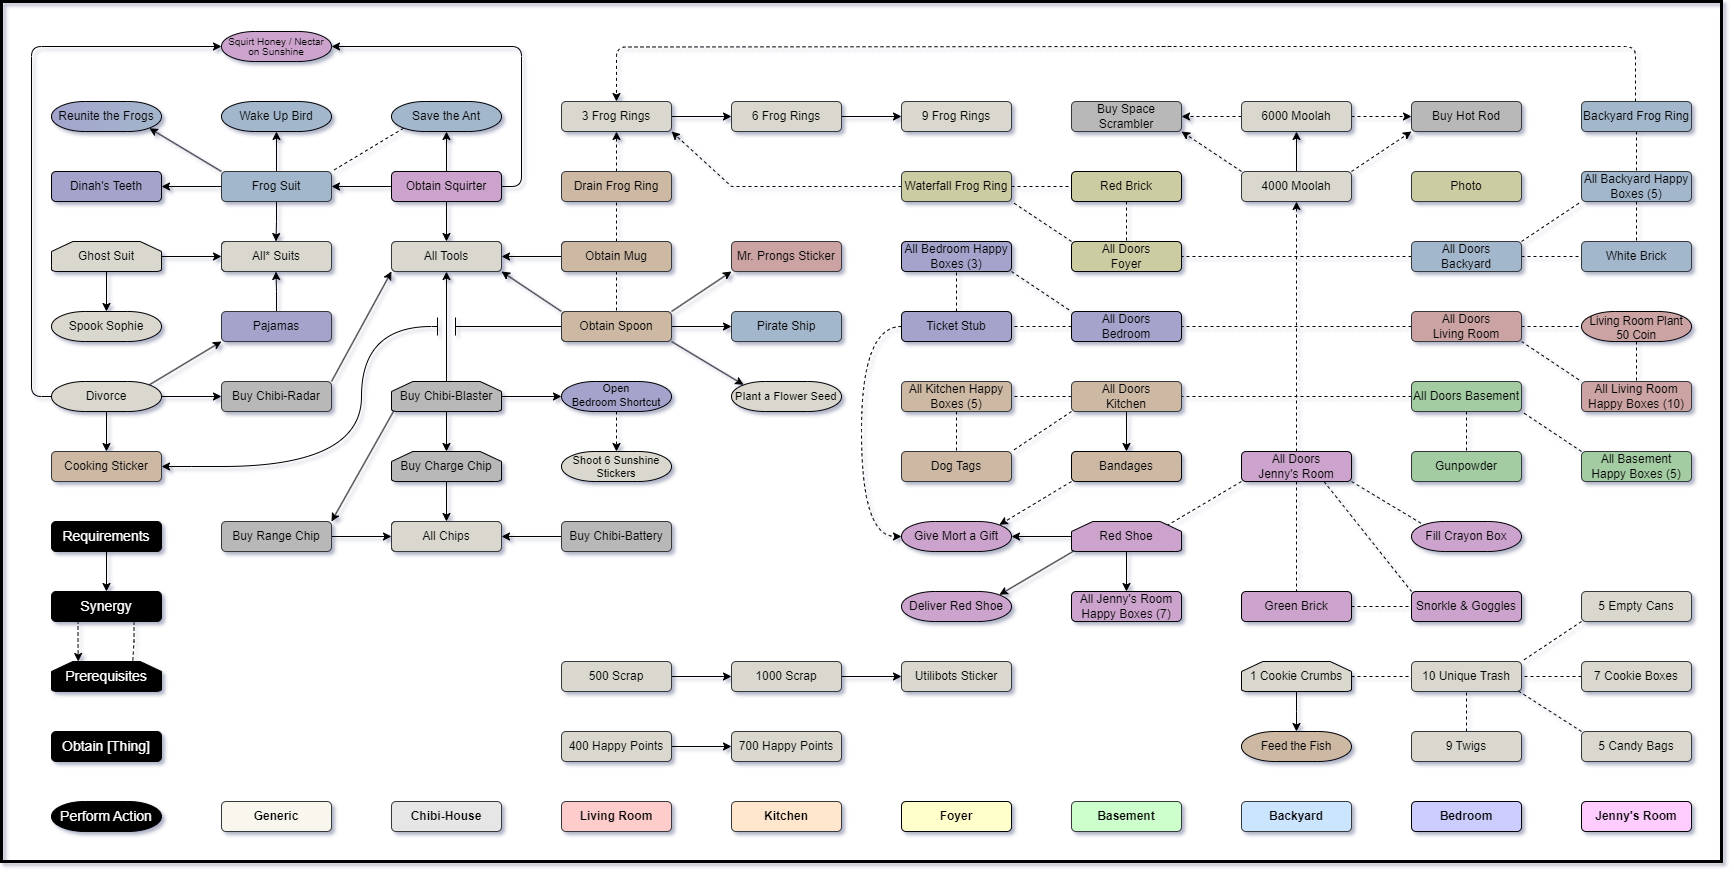 Squirt Honey / Nectar
on Sunshine
Reunite the Frogs
Wake Up Bird
Save the Ant
3 Frog Rings
6 Frog Rings
9 Frog Rings
Buy Space
Scrambler
6000 Moolah
Buy Hot Rod
Backyard Frog Ring
Dinah's Teeth
Frog Suit
Obtain Squirter
Drain Frog Ring
Waterfall Frog Ring
Red Brick
4000 Moolah
Photo
All Backyard Happy
Boxes (5)
Ghost Suit
All* Suits
All Tools
Obtain Mug
Mr. Prongs Sticker
All Bedroom Happy
Boxes (3)
All Doors
Foyer
All Doors
Backyard
White Brick
Spook Sophie
Pajamas
Obtain Spoon
Pirate Ship
Ticket Stub
All Doors
Bedroom
All Doors
Living Room
Living Room Plant
50 Coin
Divorce
Buy Chibi-Radar
Buy Chibi-Blaster
Open
Bedroom Shortcut
Plant a Flower Seed
All Kitchen Happy
Boxes (5)
All Doors
Kitchen
All Doors Basement
All Living Room
Happy Boxes (10)
Cooking Sticker
Buy Charge Chip
Shoot 6 Sunshine
Stickers
Dog Tags
Bandages
All Doors
Jenny's Room
Gunpowder
All Basement
Happy Boxes (5)
Requirements
Buy Range Chip
All Chips
Buy Chibi-Battery
Give Mort a Gift
Red Shoe
Fill Crayon Box
Synergy
Deliver Red Shoe
All Jenny's Room
Happy Boxes (7)
Green Brick
Snorkle & Goggles
5 Empty Cans
Prerequisites
500 Scrap
1000 Scrap
Utilibots Sticker
1 Cookie Crumbs
10 Unique Trash
7 Cookie Boxes
Obtain [Thing]
400 Happy Points
700 Happy Points
Feed the Fish
9 Twigs
5 Candy Bags
Perform Action
Generic
Chibi-House
Living Room
Kitchen
Foyer
Basement
Backyard
Bedroom
Jenny's Room